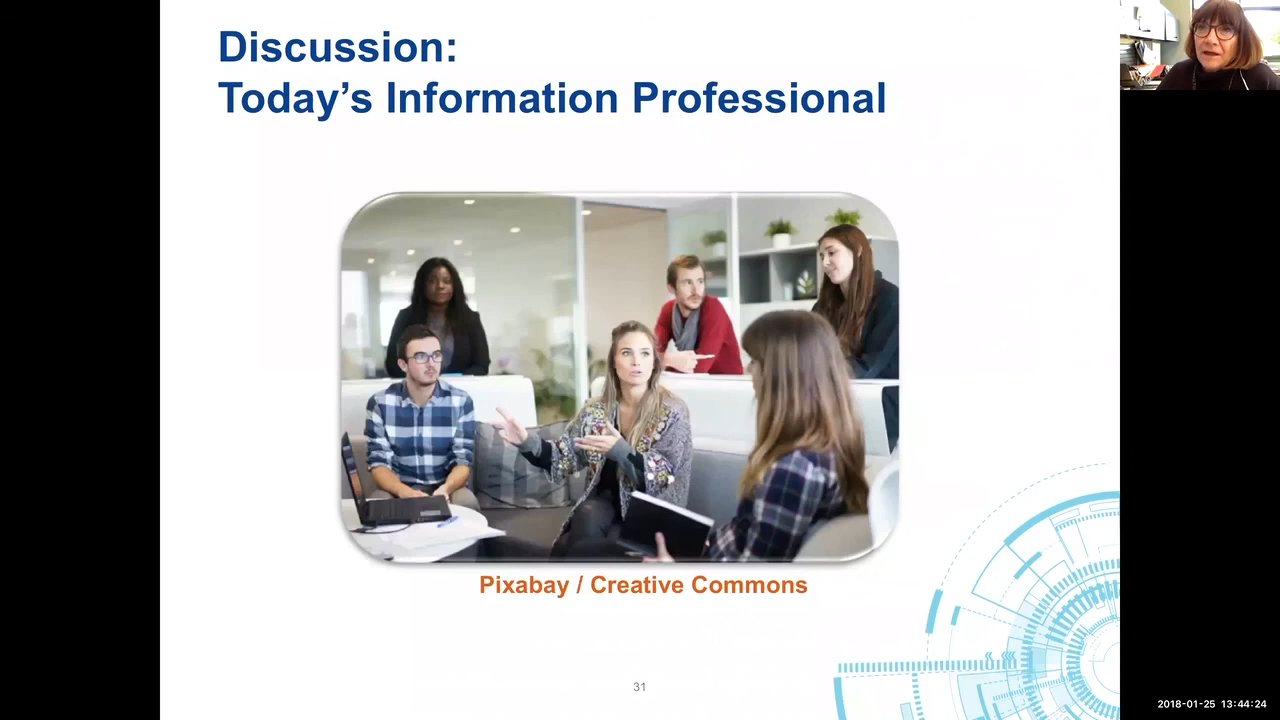 Discussion:
Today’s Information Professional
Pixabay / Creative Commons
31
2018-01-25 13:44:24